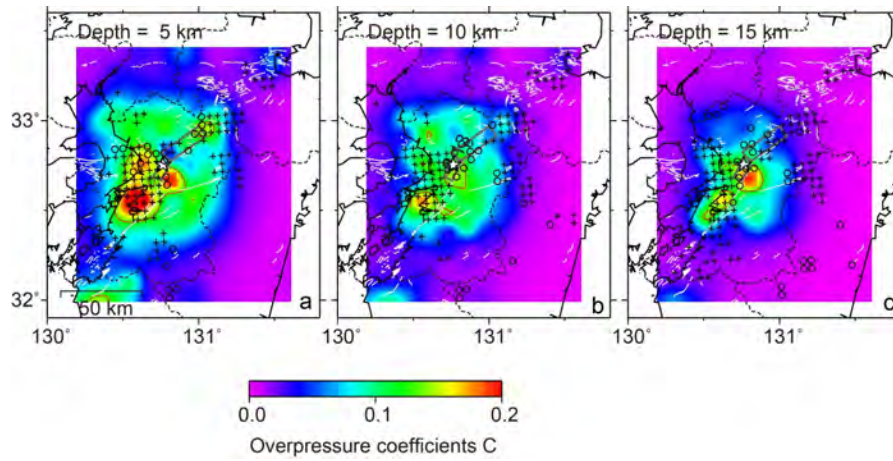 Depth = 5 km
Depth = 10 km
Depth = 15 km
33°
32°
50 km
a
b
c
130°
131°
130°
131°
130°
131°
0.0
0.1
0.2
Overpressure coefficients C